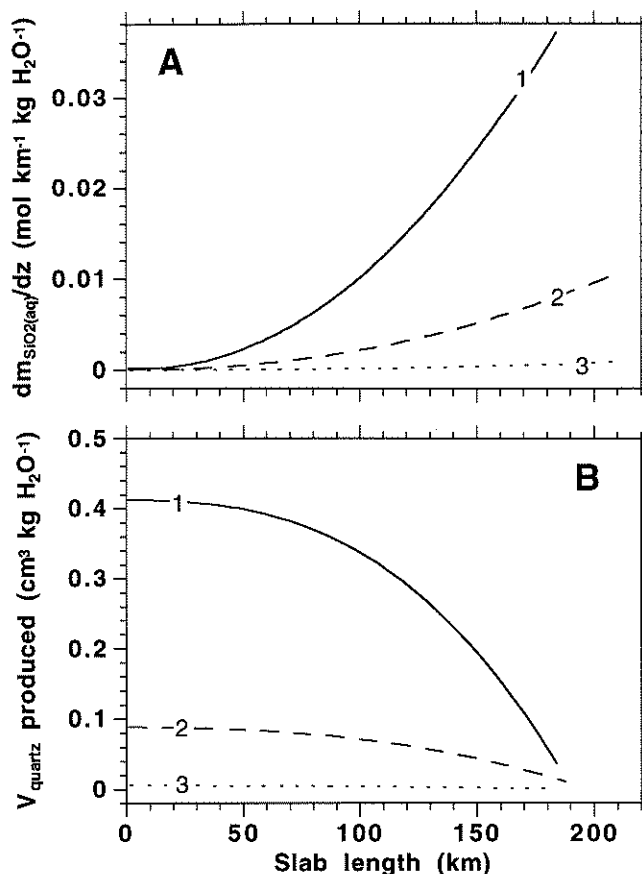 A
1
0.03
0.02
0.01
2
3
0
dm_SiO2(aq)/dz (mol km⁻¹ kg H₂O⁻¹)
0.5
B
0.4
1
0.3
0.2
0.1
2
3
0
V_quartz produced (cm³ kg H₂O⁻¹)
0 50 100 150 200
Slab length (km)